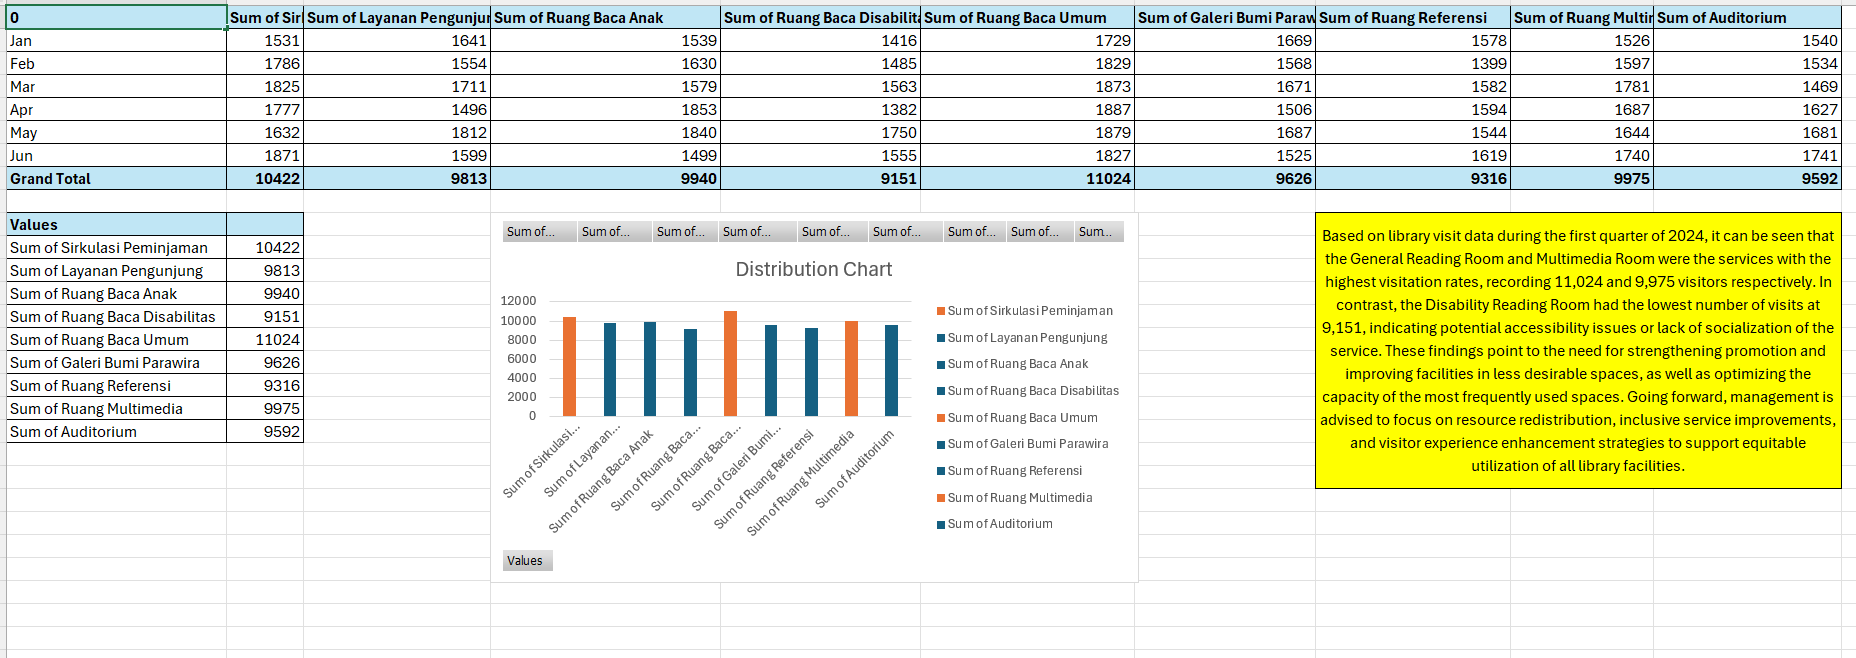 0 Sum of Sirl Sum of Layanan Pengunjur Sum of Ruang Baca Anak Sum of Ruang Baca Disabilita Sum of Ruang Baca Umum Sum of Galeri Bumi Paraw Sum of Ruang Referensi Sum of Ruang Multin Sum of Auditorium
Jan 1531 1641 1539 1416 1729 1669 1578 1526 1540
Feb 1786 1554 1630 1485 1829 1568 1399 1597 1534
Mar 1825 1711 1579 1563 1873 1671 1582 1781 1469
Apr 1777 1496 1853 1382 1887 1506 1594 1687 1627
May 1632 1812 1840 1750 1879 1687 1544 1644 1681
Jun 1871 1599 1499 1555 1827 1525 1619 1740 1741
Grand Total 10422 9813 9940 9151 11024 9626 9316 9975 9592
Values
Sum of Sirkulasi Peminjaman 10422
Sum of Layanan Pengunjung 9813
Sum of Ruang Baca Anak 9940
Sum of Ruang Baca Disabilitas 9151
Sum of Ruang Baca Umum 11024
Sum of Galeri Bumi Parawira 9626
Sum of Ruang Referensi 9316
Sum of Ruang Multimedia 9975
Sum of Auditorium 9592
Sum of... Sum of... Sum of... Sum of... Sum of... Sum of... Sum of... Sum of... Sum...
Distribution Chart
12000
10000
8000
6000
4000
2000
0
Sum of Sirkulasi...
Sum of Layanan...
Sum of Ruang Baca Anak
Sum of Ruang Baca...
Sum of Ruang Baca...
Sum of Galeri Bumi...
Sum of Ruang Referensi
Sum of Ruang Multimedia
Sum of Auditorium
Sum of Sirkulasi Peminjaman
Sum of Layanan Pengunjung
Sum of Ruang Baca Anak
Sum of Ruang Baca Disabilitas
Sum of Ruang Baca Umum
Sum of Galeri Bumi Parawira
Sum of Ruang Referensi
Sum of Ruang Multimedia
Sum of Auditorium
Values
Based on library visit data during the first quarter of 2024, it can be seen that
the General Reading Room and Multimedia Room were the services with the
highest visitation rates, recording 11,024 and 9,975 visitors respectively. In
contrast, the Disability Reading Room had the lowest number of visits at
9,151, indicating potential accessibility issues or lack of socialization of the
service. These findings point to the need for strengthening promotion and
improving facilities in less desirable spaces, as well as optimizing the
capacity of the most frequently used spaces. Going forward, management is
advised to focus on resource redistribution, inclusive service improvements,
and visitor experience enhancement strategies to support equitable
utilization of all library facilities.